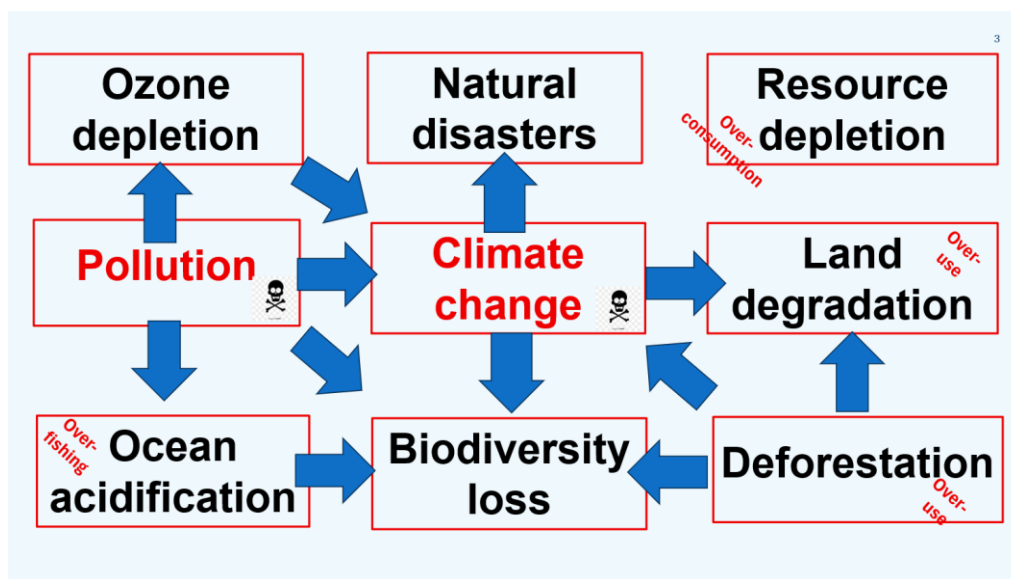 3
Ozone
depletion
Natural
disasters
Resource
depletion
Over-
consumption
Pollution
Climate
change
Land
degradation
Over-
use
Over-
fishing
Ocean
acidification
Biodiversity
loss
Deforestation
Over-
use